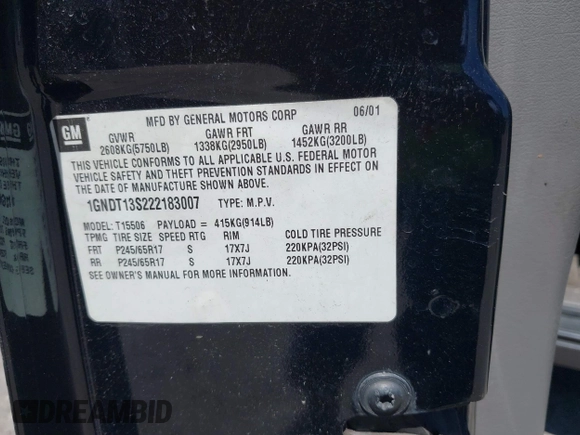 MFD BY GENERAL MOTORS CORP 06/01
GM
GVWR GAWR FRT GAWR RR
2608KG(5750LB) 1338KG(2950LB) 1452KG(3200LB)
THIS VEHICLE CONFORMS TO ALL APPLICABLE U.S. FEDERAL MOTOR
VEHICLE SAFETY AND THEFT PREVENTION STANDARDS IN EFFECT ON
THE DATE OF MANUFACTURE SHOWN ABOVE.
1GNDT13S222183007 TYPE: M.P.V.
MODEL: T15506 PAYLOAD = 415KG(914LB)
TPMG TIRE SIZE SPEED RTG RIM COLD TIRE PRESSURE
FRT P245/65R17 S 17X7J 220KPA(32PSI)
RR P245/65R17 S 17X7J 220KPA(32PSI)
SEE OWNER'S MANUAL FOR MORE INFORMATION.
DREAMBID